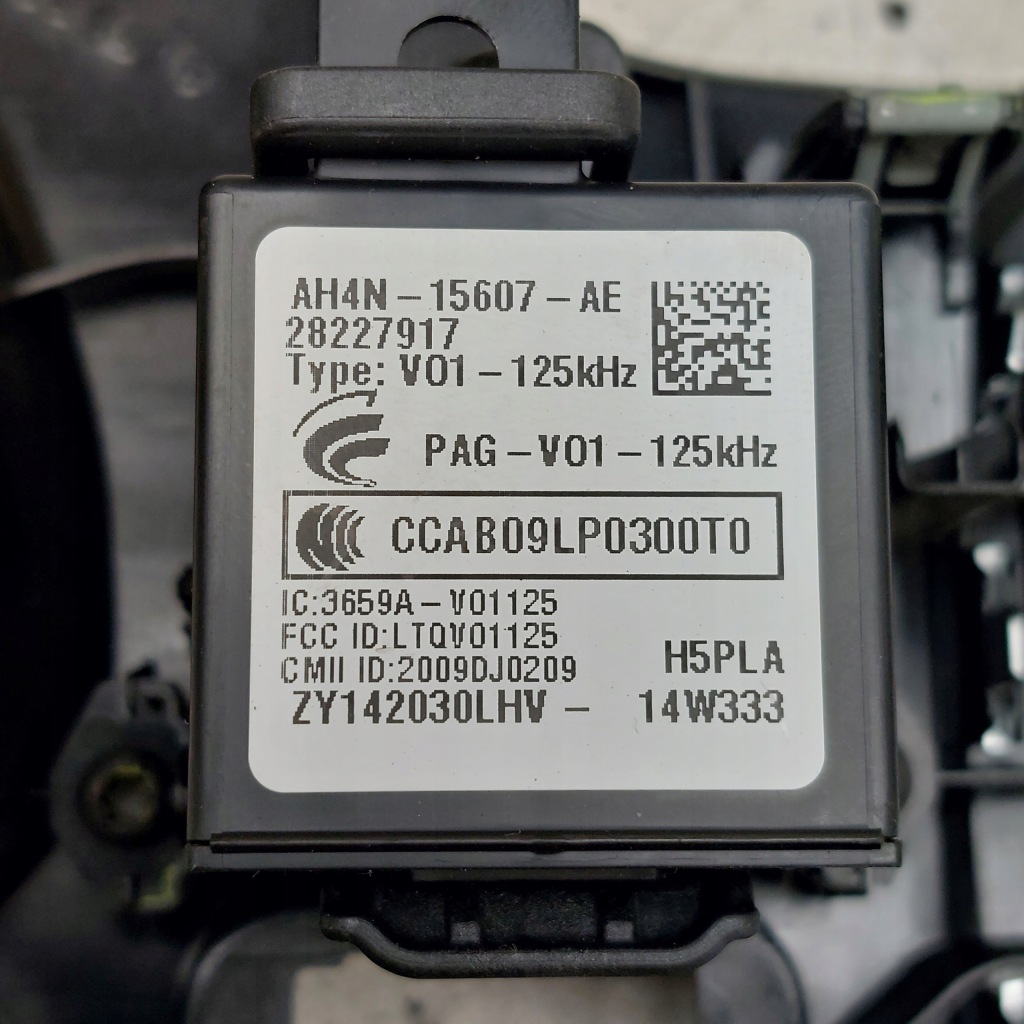 AH4N-15607-AE
28227917
Type: V01-125kHz
PAG-V01-125kHz
CCAB09LP0300T0
IC:3659A-V01125
FCC ID:LTQV01125
CMII ID:2009DJ0209
H5PLA
ZY142030LHV- 14W333